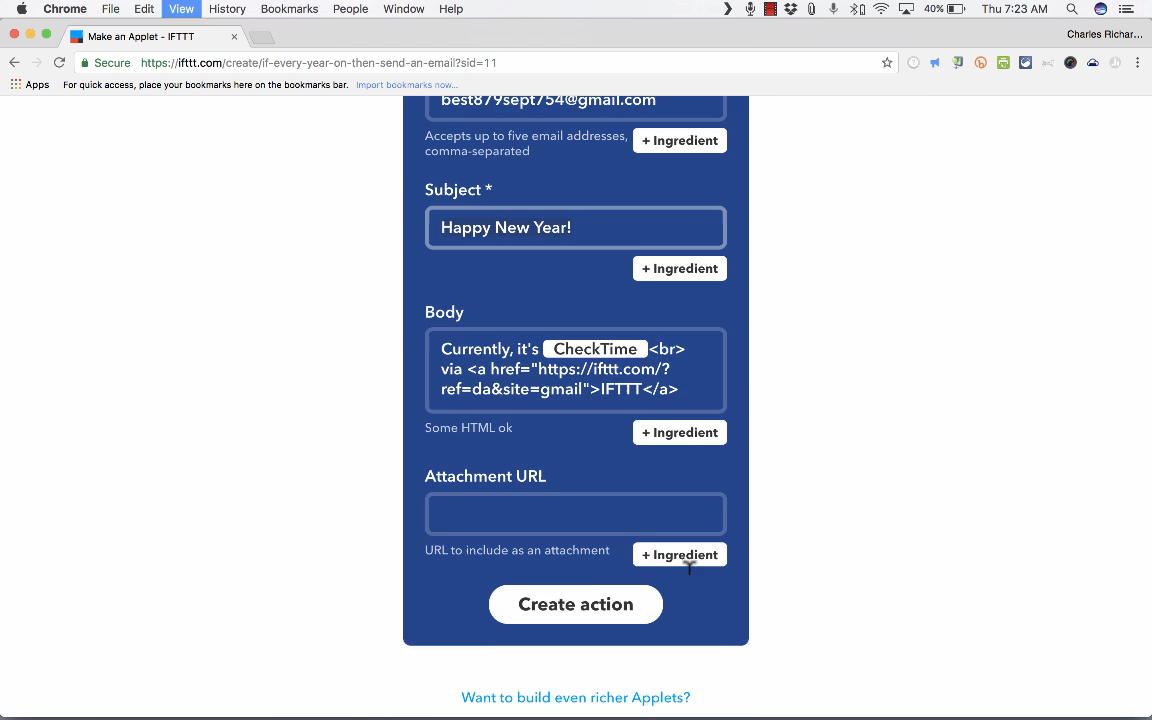 Chrome File Edit View History Bookmarks People Window Help 40% Thu 7:23 AM
Make an Applet - IFTTT
Charles Richar...
Secure https://ifttt.com/create/if-every-year-on-then-send-an-email?sid=11
Apps For quick access, place your bookmarks here on the bookmarks bar. Import bookmarks now...
best879sept754@gmail.com
Accepts up to five email addresses,
comma-separated
+ Ingredient
Subject *
Happy New Year!
+ Ingredient
Body
Currently, it's CheckTime <br>
via <a href="https://ifttt.com/?
ref=da&site=gmail">IFTTT</a>
Some HTML ok
+ Ingredient
Attachment URL
URL to include as an attachment
+ Ingredient
Create action
Want to build even richer Applets?